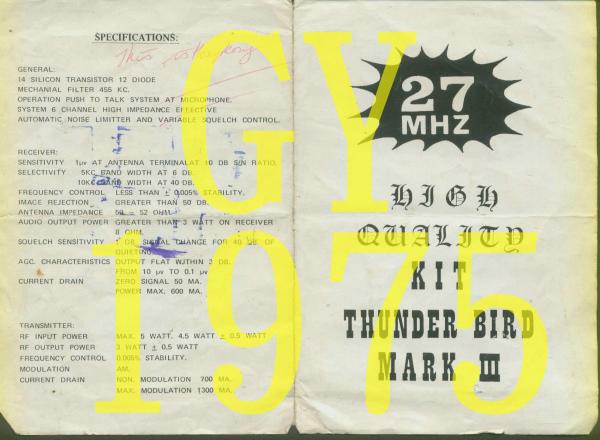 SPECIFICATIONS:
This is
GENERAL:
14 SILICON TRANSISTOR 12 DIODE
MECHANIAL FILTER 455 KC.
OPERATION PUSH TO TALK SYSTEM AT MICROPHONE.
SYSTEM 6 CHANNEL HIGH IMPEDANCE EFFECTIVE
AUTOMATIC NOISE LIMITTER AND VARIABLE SQUELCH CONTROL.
RECEIVER:
SENSITIVITY 1μv AT ANTENNA TERMINALAT 10 DB S/N RATIO.
SELECTIVITY 5KC BAND WIDTH AT 6 DB.
10KC BAND WIDTH AT 40 DB.
FREQUENCY CONTROL LESS THAN ± 0.005% STABILITY.
IMAGE REJECTION GREATER THAN 50 DB.
ANTENNA IMPEDANCE 50 – 52 OHM.
AUDIO OUTPUT POWER GREATER THAN 3 WATT ON RECEIVER
8 OHM.
SQUELCH SENSITIVITY 1 DB SIGNAL CHANGE FOR 40 DB OF
QUIETING
AGC. CHARACTERISTICS OUTPUT FLAT WITHIN 3 DB.
FROM 10 μv TO 0.1 μv
CURRENT DRAIN ZERO SIGNAL 50 MA.
POWER MAX. 600 MA.
TRANSMITTER:
RF INPUT POWER MAX. 5 WATT. 4.5 WATT ± 0.5 WATT
RF OUTPUT POWER 3 WATT ± 0.5 WATT
FREQUENCY CONTROL 0.005% STABILITY.
MODULATION AM.
CURRENT DRAIN NON. MODULATION 700 MA.
MAX. MODULATION 1300 MA.
27
MHZ
HIGH
QUALITY
KIT
THUNDER BIRD
MARK III
GY
1975